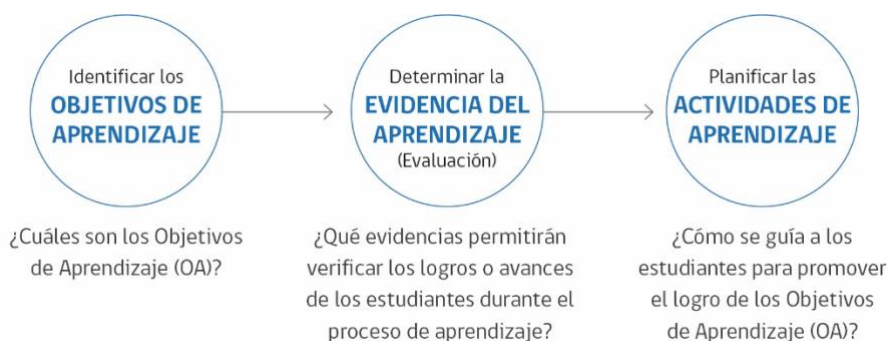 Identificar los
OBJETIVOS DE
APRENDIZAJE
Determinar la
EVIDENCIA DEL
APRENDIZAJE
(Evaluación)
Planificar las
ACTIVIDADES DE
APRENDIZAJE
¿Cuáles son los Objetivos
de Aprendizaje (OA)?
¿Qué evidencias permitirán
verificar los logros o avances
de los estudiantes durante el
proceso de aprendizaje?
¿Cómo se guía a los
estudiantes para promover
el logro de los Objetivos
de Aprendizaje (OA)?